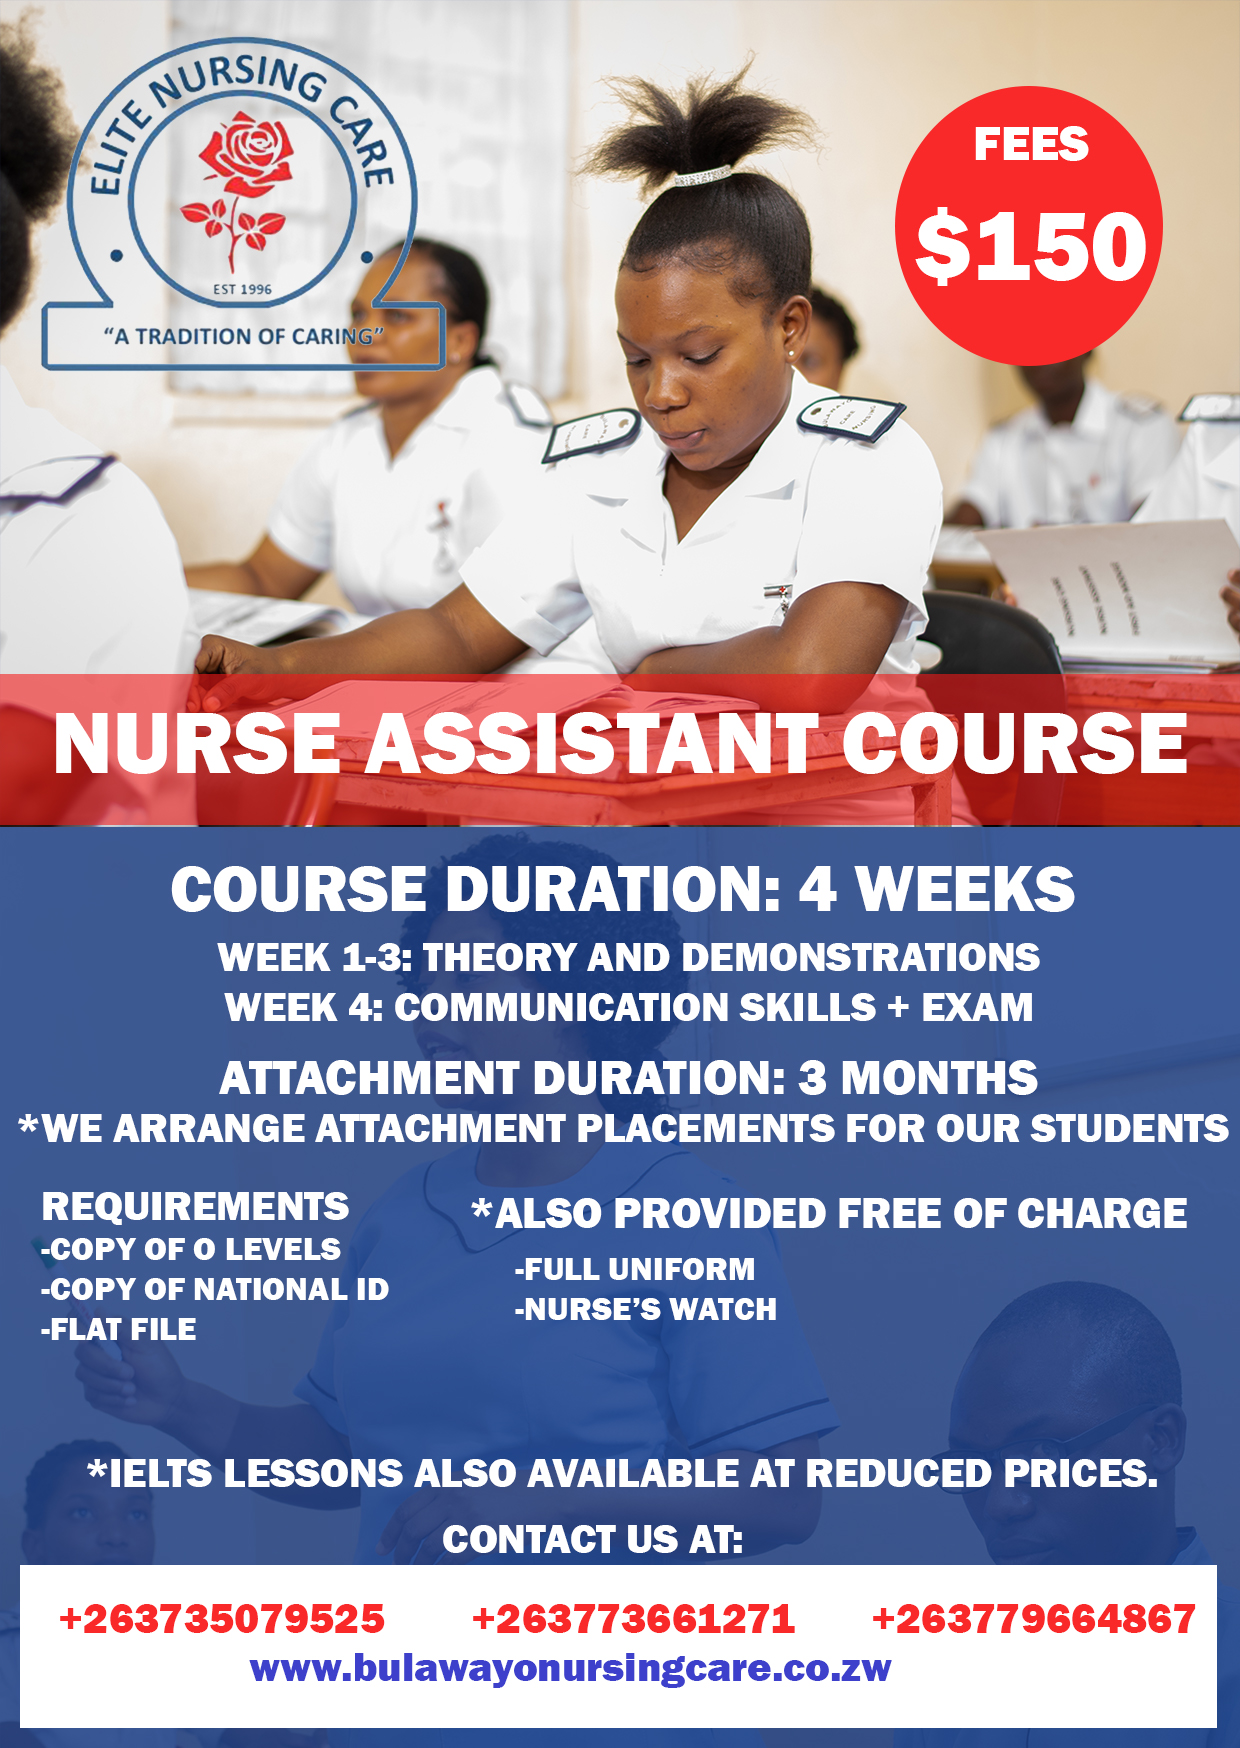 ELITE NURSING CARE
EST 1996
“A TRADITION OF CARING”
FEES
$150
NURSE ASSISTANT COURSE
COURSE DURATION: 4 WEEKS
WEEK 1-3: THEORY AND DEMONSTRATIONS
WEEK 4: COMMUNICATION SKILLS + EXAM
ATTACHMENT DURATION: 3 MONTHS
*WE ARRANGE ATTACHMENT PLACEMENTS FOR OUR STUDENTS
REQUIREMENTS
-COPY OF O LEVELS
-COPY OF NATIONAL ID
-FLAT FILE
*ALSO PROVIDED FREE OF CHARGE
-FULL UNIFORM
-NURSE’S WATCH
*IELTS LESSONS ALSO AVAILABLE AT REDUCED PRICES.
CONTACT US AT:
+263735079525 +263773661271 +263779664867
www.bulawayonursingcare.co.zw